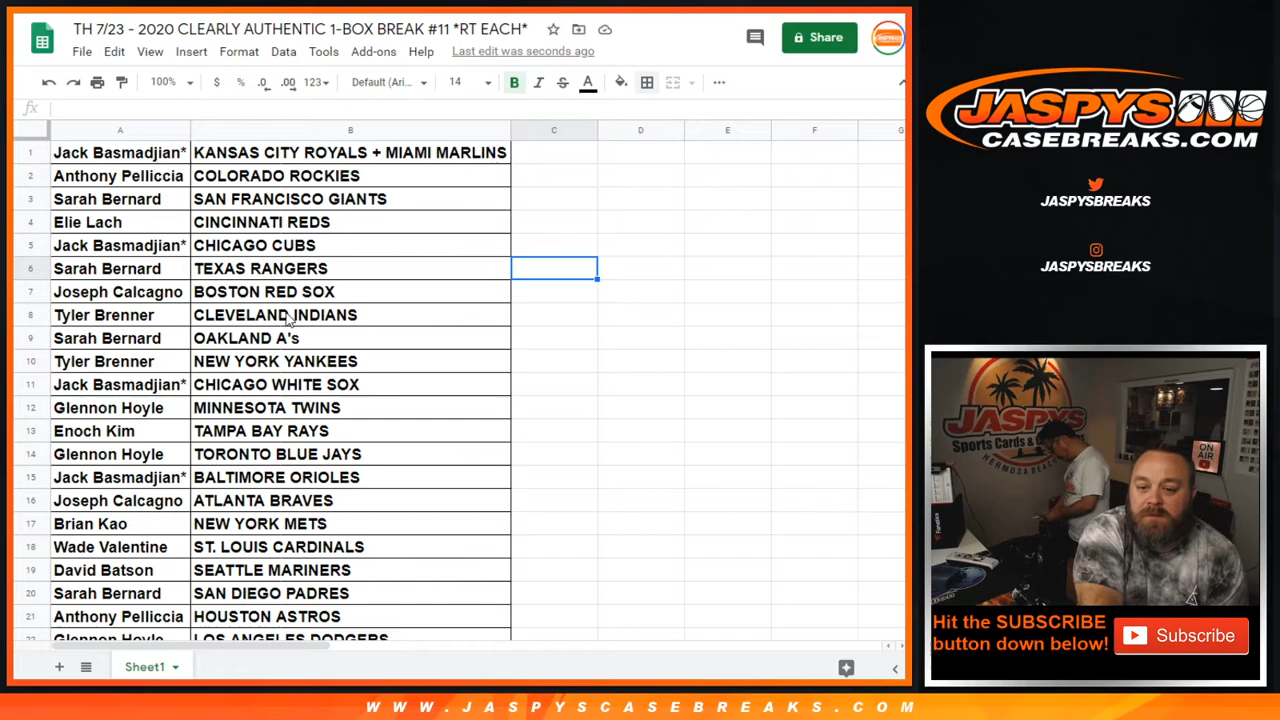 TH 7/23 - 2020 CLEARLY AUTHENTIC 1-BOX BREAK #11 *RT EACH*
File Edit View Insert Format Data Tools Add-ons Help Last edit was seconds ago
Share
100% $ % .0 .00 123 Default (Ari... 14 B I S A
fx
A B C D E F G
1 Jack Basmadjian* KANSAS CITY ROYALS + MIAMI MARLINS
2 Anthony Pelliccia COLORADO ROCKIES
3 Sarah Bernard SAN FRANCISCO GIANTS
4 Elie Lach CINCINNATI REDS
5 Jack Basmadjian* CHICAGO CUBS
6 Sarah Bernard TEXAS RANGERS
7 Joseph Calcagno BOSTON RED SOX
8 Tyler Brenner CLEVELAND INDIANS
9 Sarah Bernard OAKLAND A's
10 Tyler Brenner NEW YORK YANKEES
11 Jack Basmadjian* CHICAGO WHITE SOX
12 Glennon Hoyle MINNESOTA TWINS
13 Enoch Kim TAMPA BAY RAYS
14 Glennon Hoyle TORONTO BLUE JAYS
15 Jack Basmadjian* BALTIMORE ORIOLES
16 Joseph Calcagno ATLANTA BRAVES
17 Brian Kao NEW YORK METS
18 Wade Valentine ST. LOUIS CARDINALS
19 David Batson SEATTLE MARINERS
20 Sarah Bernard SAN DIEGO PADRES
21 Anthony Pelliccia HOUSTON ASTROS
22 Glennon Hoyle LOS ANGELES DODGERS
Sheet1
JASPYS
CASEBREAKS.COM
JASPYSBREAKS
JASPYSBREAKS
JASPYS
Sports Cards &
HERMOSA BEACH
ON AIR
Hit the SUBSCRIBE
button down below!
Subscribe
WWW.JASPYSCASEBREAKS.COM